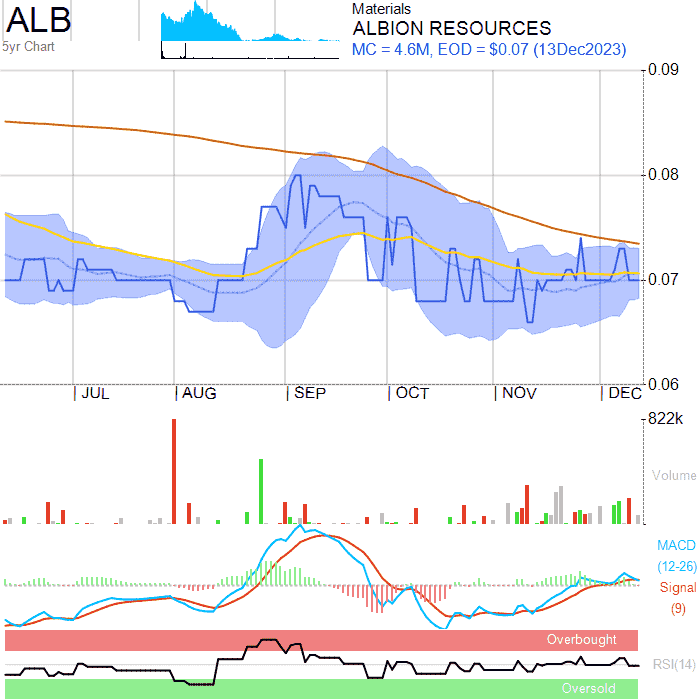 ALB
5yr Chart
Materials
ALBION RESOURCES
MC = 4.6M, EOD = $0.07 (13Dec2023)
0.09
0.08
0.07
0.06
JUL AUG SEP OCT NOV DEC
822k
Volume
MACD
(12-26)
Signal
(9)
Overbought
RSI(14)
Oversold